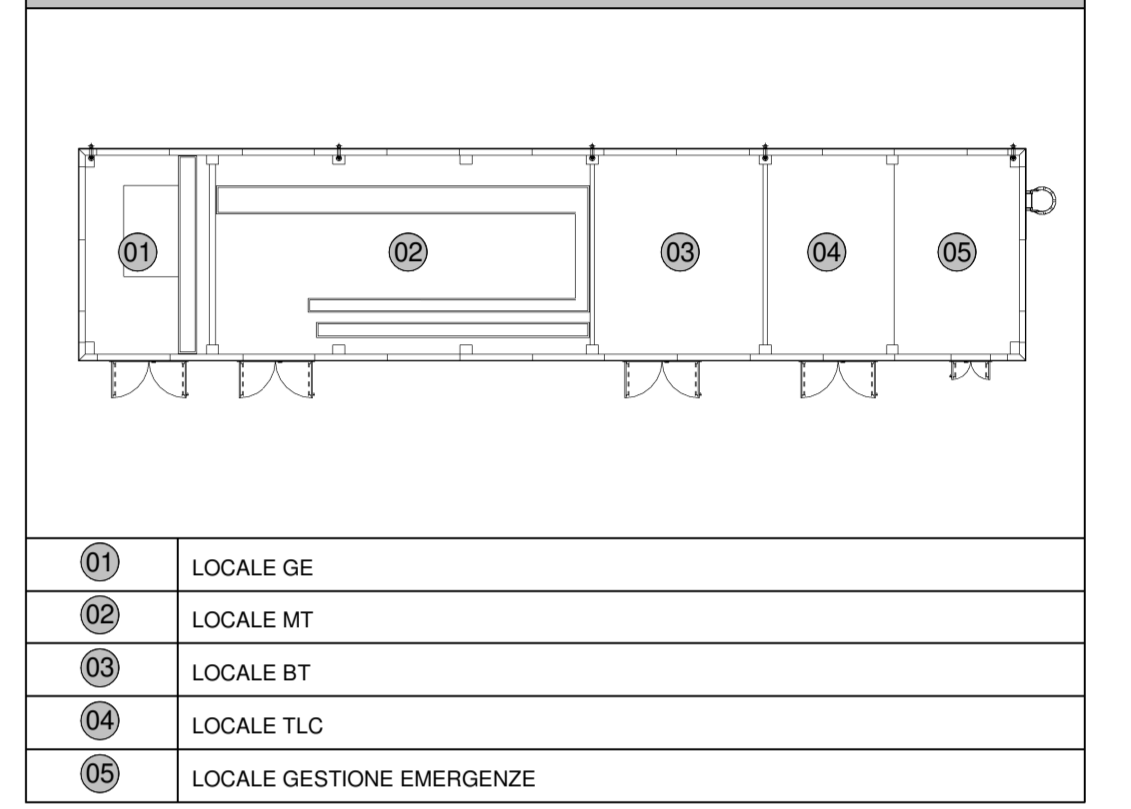 01 02 03 04 05
01 LOCALE GE
02 LOCALE MT
03 LOCALE BT
04 LOCALE TLC
05 LOCALE GESTIONE EMERGENZE